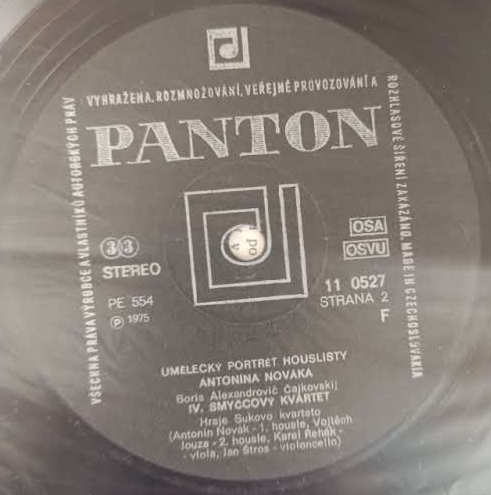 VŠECHNA PRÁVA VÝROBCE A VLASTNÍKŮ AUTORSKÝCH PRÁV
VYHRAŽENA. ROZMNOŽOVÁNÍ, VEŘEJNÉ PROVOZOVÁNÍ A
ROZHLASOVÉ ŠÍŘENÍ ZAKÁZÁNO. MADE IN CZECHOSLOVAKIA
PANTON
33
STEREO
PE 554
Ⓟ 1975
OSA
OSVU
11 0527
STRANA 2
F
UMĚLECKÝ PORTRÉT HOUSLISTY
ANTONÍNA NOVÁKA
Boris Alexandrovič Čajkovskij
IV. SMYČCOVÝ KVARTET
Hraje Sukovo kvarteto
(Antonín Novák - 1. housle, Vojtěch
Jouza - 2. housle, Karel Řehák -
- viola, Jan Štros - violoncello)